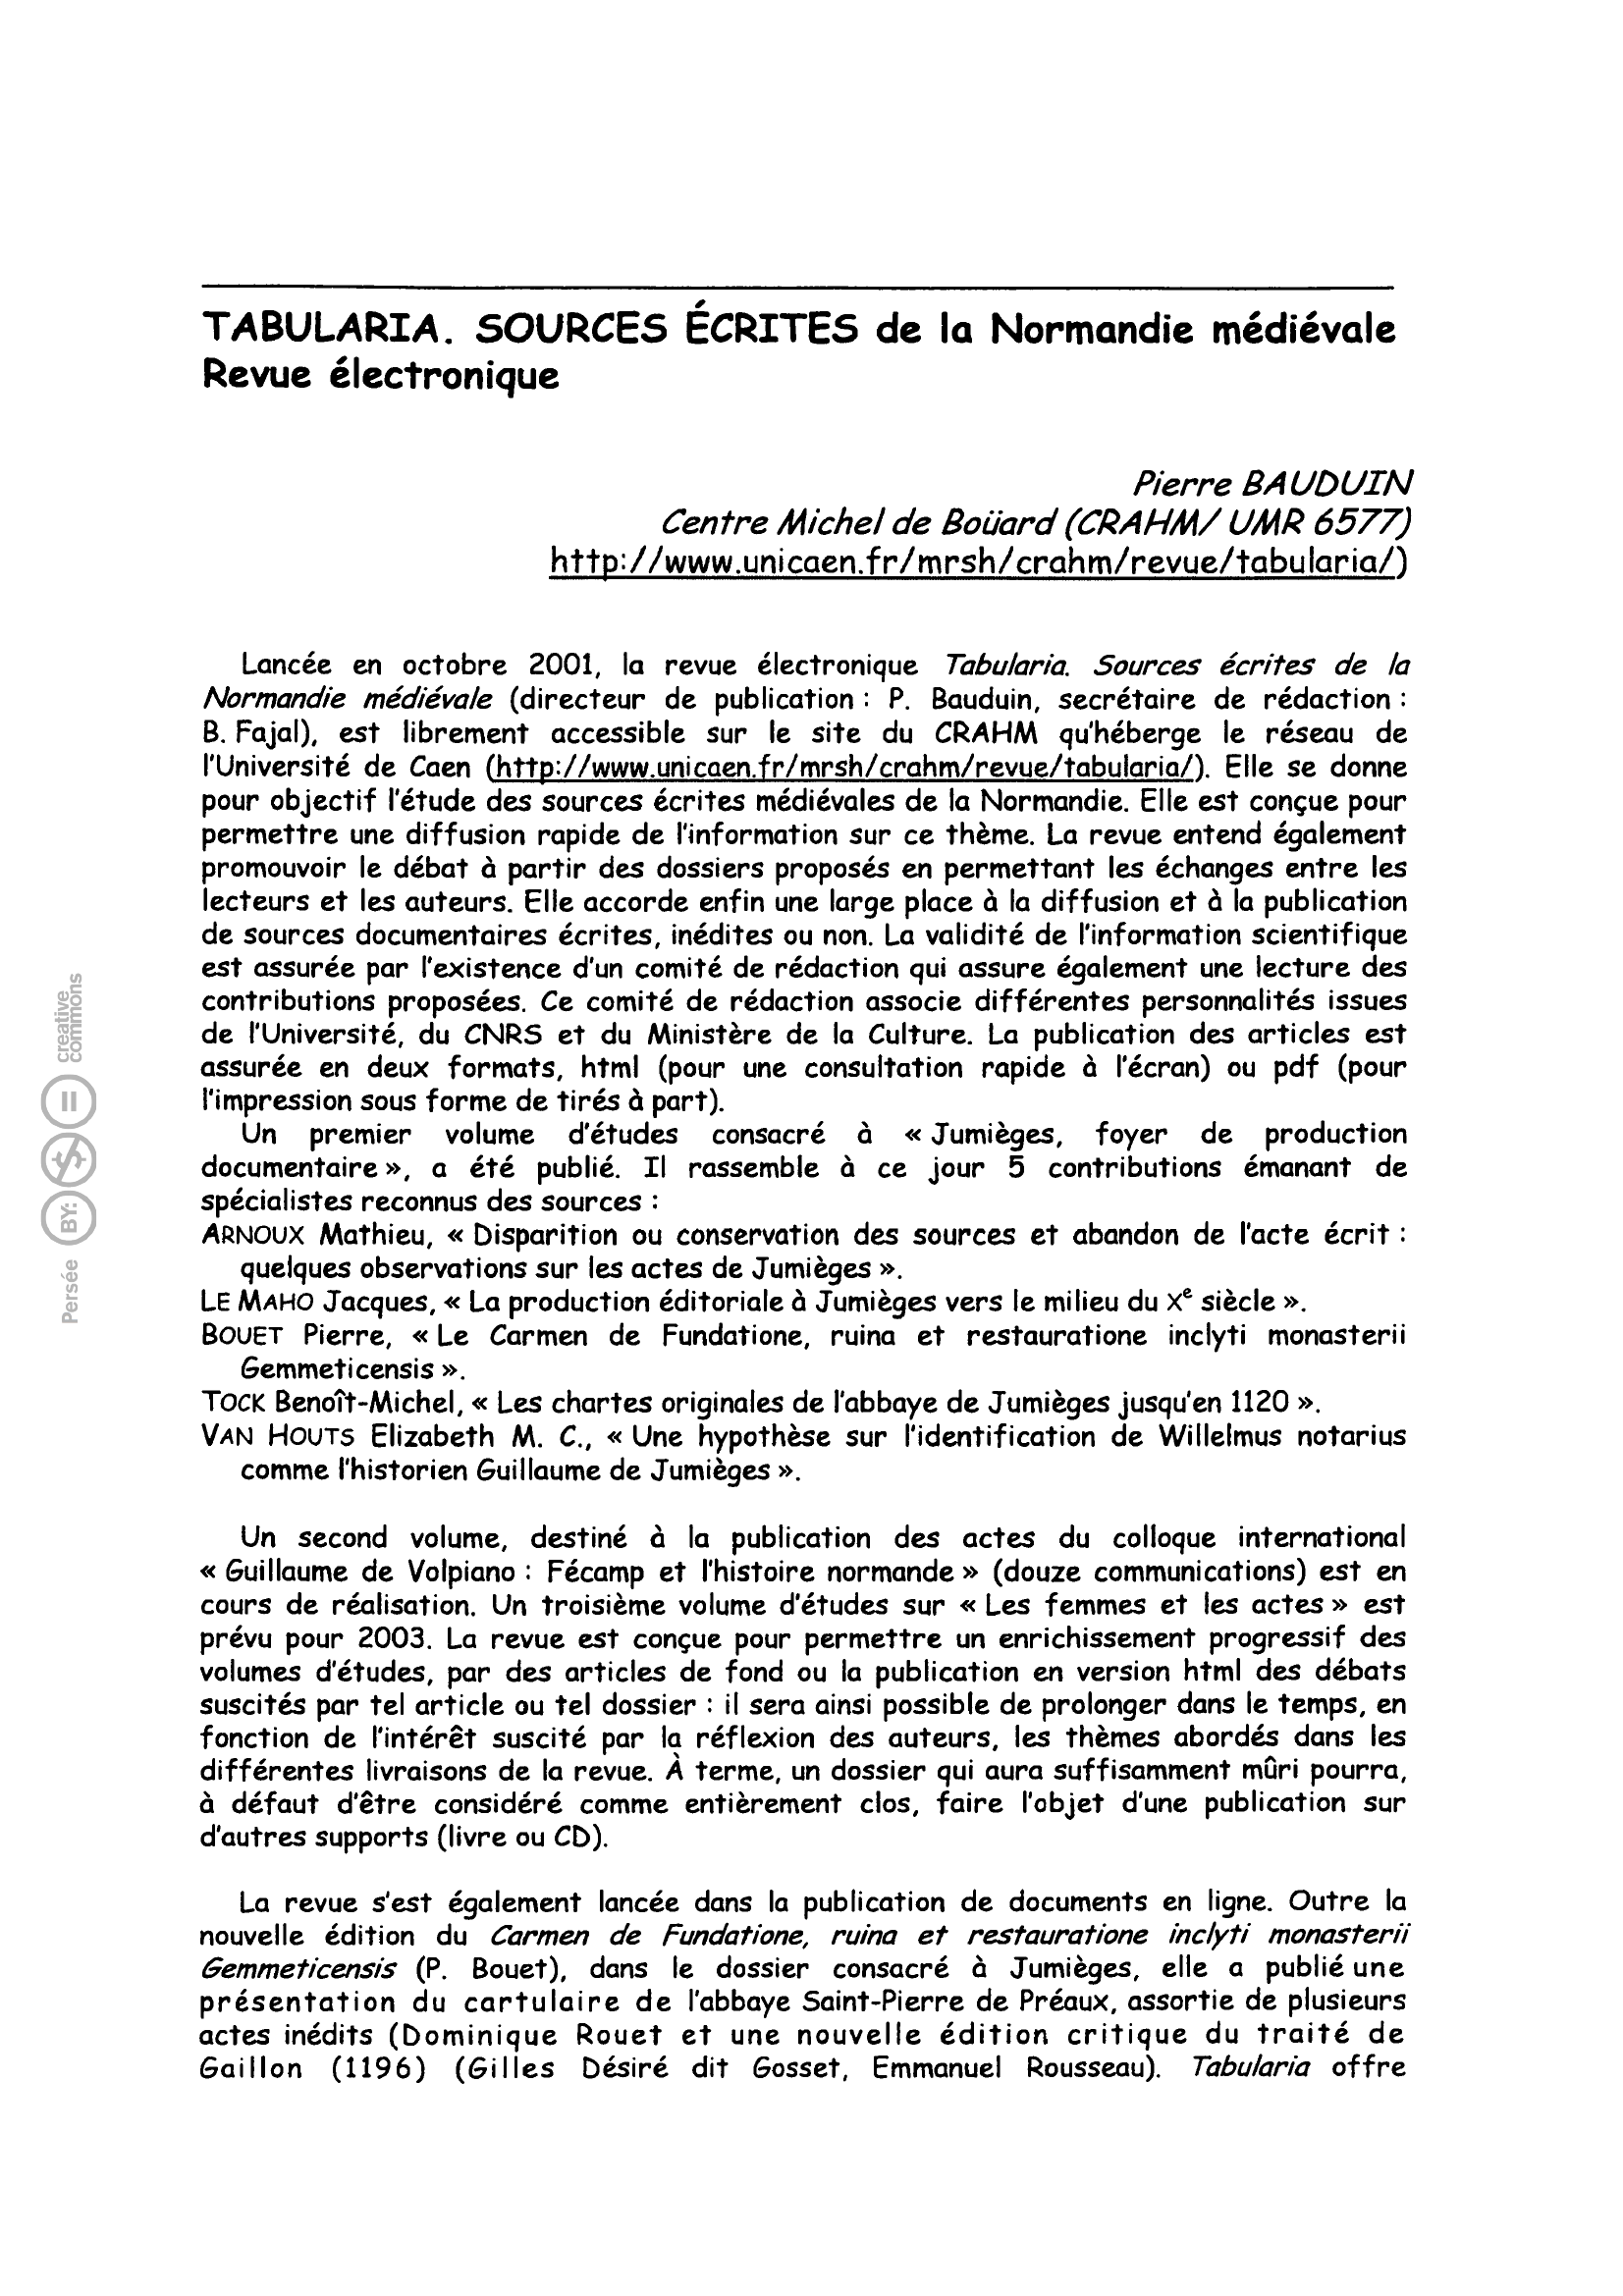 TABULARIA. SOURCES ÉCRITES de la Normandie médiévale
Revue électronique
Pierre BAUDUIN
Centre Michel de Boüard (CRAHM/ UMR 6577)
http://www.unicaen.fr/mrsh/crahm/revue/tabularia/)
Lancée en octobre 2001, la revue électronique Tabularia. Sources écrites de la
Normandie médiévale (directeur de publication : P. Bauduin, secrétaire de rédaction :
B. Fajal), est librement accessible sur le site du CRAHM qu'héberge le réseau de
l'Université de Caen (http://www.unicaen.fr/mrsh/crahm/revue/tabularia/). Elle se donne
pour objectif l'étude des sources écrites médiévales de la Normandie. Elle est conçue pour
permettre une diffusion rapide de l'information sur ce thème. La revue entend également
promouvoir le débat à partir des dossiers proposés en permettant les échanges entre les
lecteurs et les auteurs. Elle accorde enfin une large place à la diffusion et à la publication
de sources documentaires écrites, inédites ou non. La validité de l'information scientifique
est assurée par l'existence d'un comité de rédaction qui assure également une lecture des
contributions proposées. Ce comité de rédaction associe différentes personnalités issues
de l'Université, du CNRS et du Ministère de la Culture. La publication des articles est
assurée en deux formats, html (pour une consultation rapide à l'écran) ou pdf (pour
l'impression sous forme de tirés à part).
Un premier volume d'études consacré à « Jumièges, foyer de production
documentaire », a été publié. Il rassemble à ce jour 5 contributions émanant de
spécialistes reconnus des sources :
ARNOUX Mathieu, « Disparition ou conservation des sources et abandon de l'acte écrit :
quelques observations sur les actes de Jumièges ».
LE MAHO Jacques, « La production éditoriale à Jumièges vers le milieu du Xe siècle ».
BOUET Pierre, « Le Carmen de Fundatione, ruina et restauratione inclyti monasterii
Gemmeticensis ».
TOCK Benoît-Michel, « Les chartes originales de l'abbaye de Jumièges jusqu'en 1120 ».
VAN HOUTS Elizabeth M. C., « Une hypothèse sur l'identification de Willelmus notarius
comme l'historien Guillaume de Jumièges ».
Un second volume, destiné à la publication des actes du colloque international
« Guillaume de Volpiano : Fécamp et l'histoire normande » (douze communications) est en
cours de réalisation. Un troisième volume d'études sur « Les femmes et les actes » est
prévu pour 2003. La revue est conçue pour permettre un enrichissement progressif des
volumes d'études, par des articles de fond ou la publication en version html des débats
suscités par tel article ou tel dossier : il sera ainsi possible de prolonger dans le temps, en
fonction de l'intérêt suscité par la réflexion des auteurs, les thèmes abordés dans les
différentes livraisons de la revue. À terme, un dossier qui aura suffisamment mûri pourra,
à défaut d'être considéré comme entièrement clos, faire l'objet d'une publication sur
d'autres supports (livre ou CD).
La revue s'est également lancée dans la publication de documents en ligne. Outre la
nouvelle édition du Carmen de Fundatione, ruina et restauratione inclyti monasterii
Gemmeticensis (P. Bouet), dans le dossier consacré à Jumièges, elle a publié une
présentation du cartulaire de l'abbaye Saint-Pierre de Préaux, assortie de plusieurs
actes inédits (Dominique Rouet et une nouvelle édition critique du traité de
Gaillon (1196) (Gilles Désiré dit Gosset, Emmanuel Rousseau). Tabularia offre
Persée BY: $ = creative commons